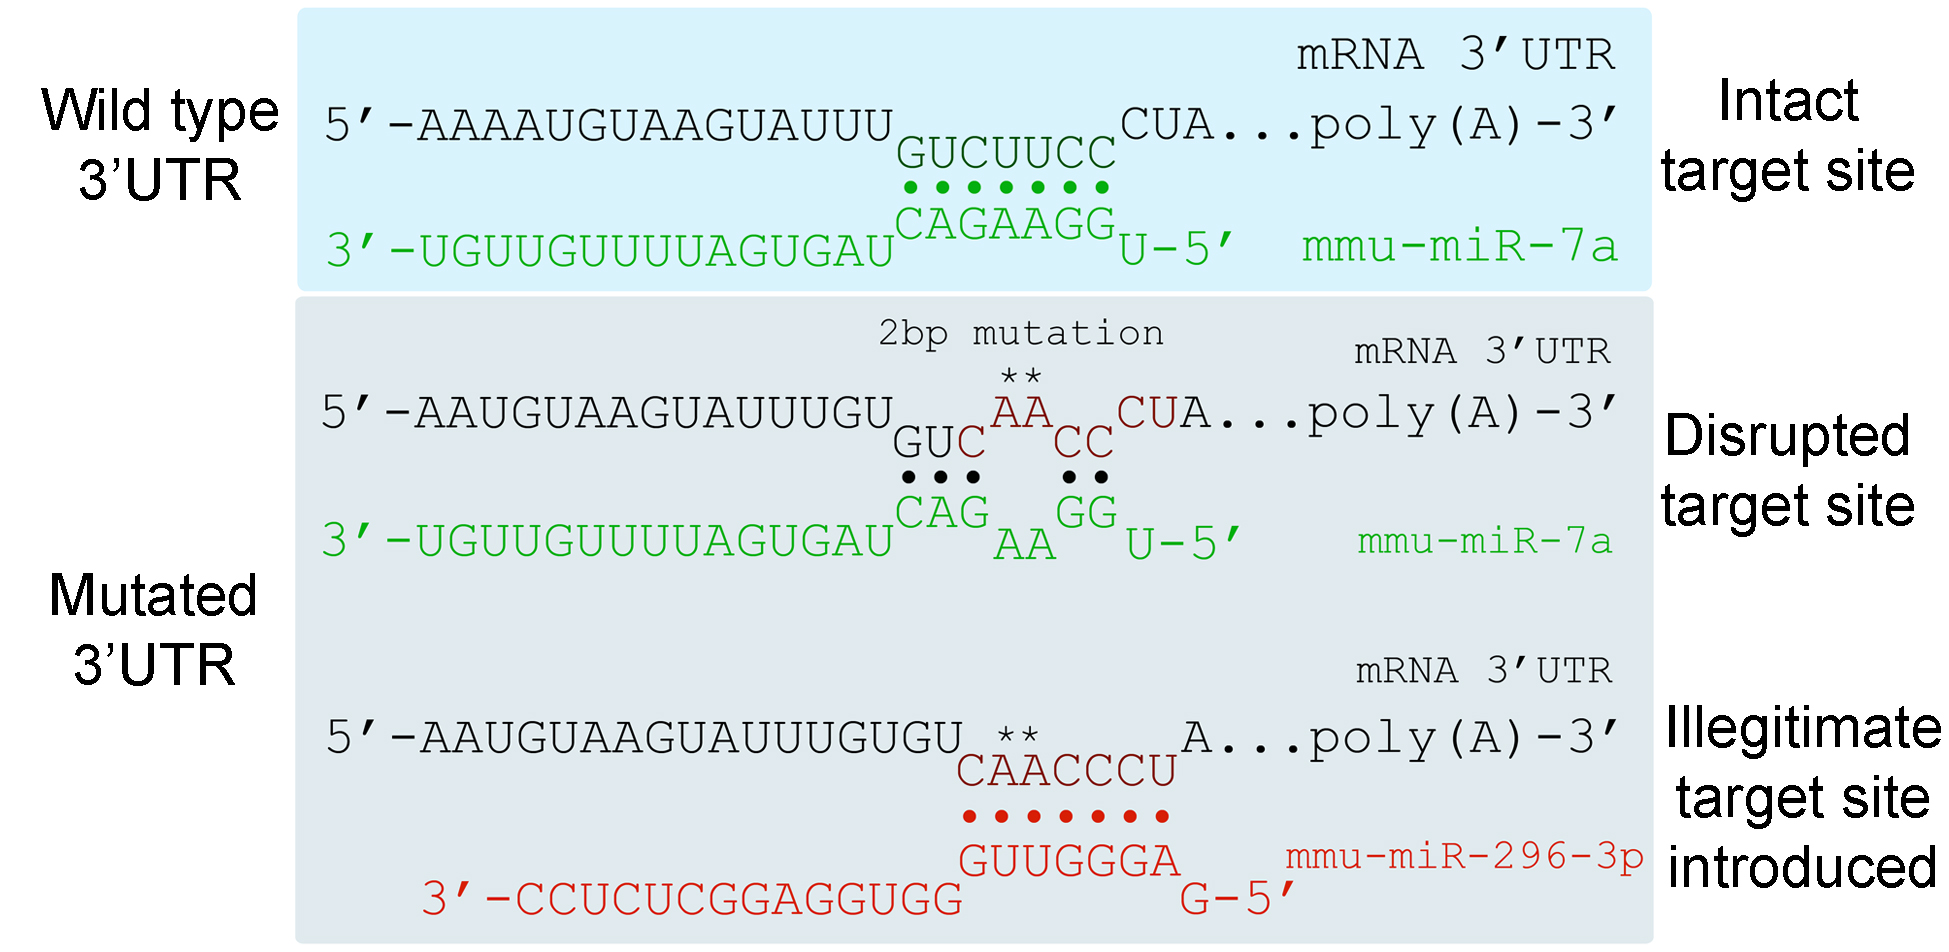 Wild type
3’UTR
mRNA 3’UTR
5’-AAAAUGUAAGUAUUU
GUCUUCC
CUA...poly(A)-3’
CAGAAGG
3’-UGUUGUUUUAGUGAU
U-5’
mmu-miR-7a
Intact
target site
Mutated
3’UTR
2bp mutation
mRNA 3’UTR
**
5’-AAUGUAAGUAUUUGU
GUC
AA
CC
CUA...poly(A)-3’
CAG
GG
3’-UGUUGUUUUAGUGAU
AA
U-5’
mmu-miR-7a
Disrupted
target site
mRNA 3’UTR
5’-AAUGUAAGUAUUUGUGU
**
CAACCCU
A...poly(A)-3’
GUUGGGA
mmu-miR-296-3p
3’-CCUCUCGGAGGUGG
G-5’
Illegitimate
target site
introduced